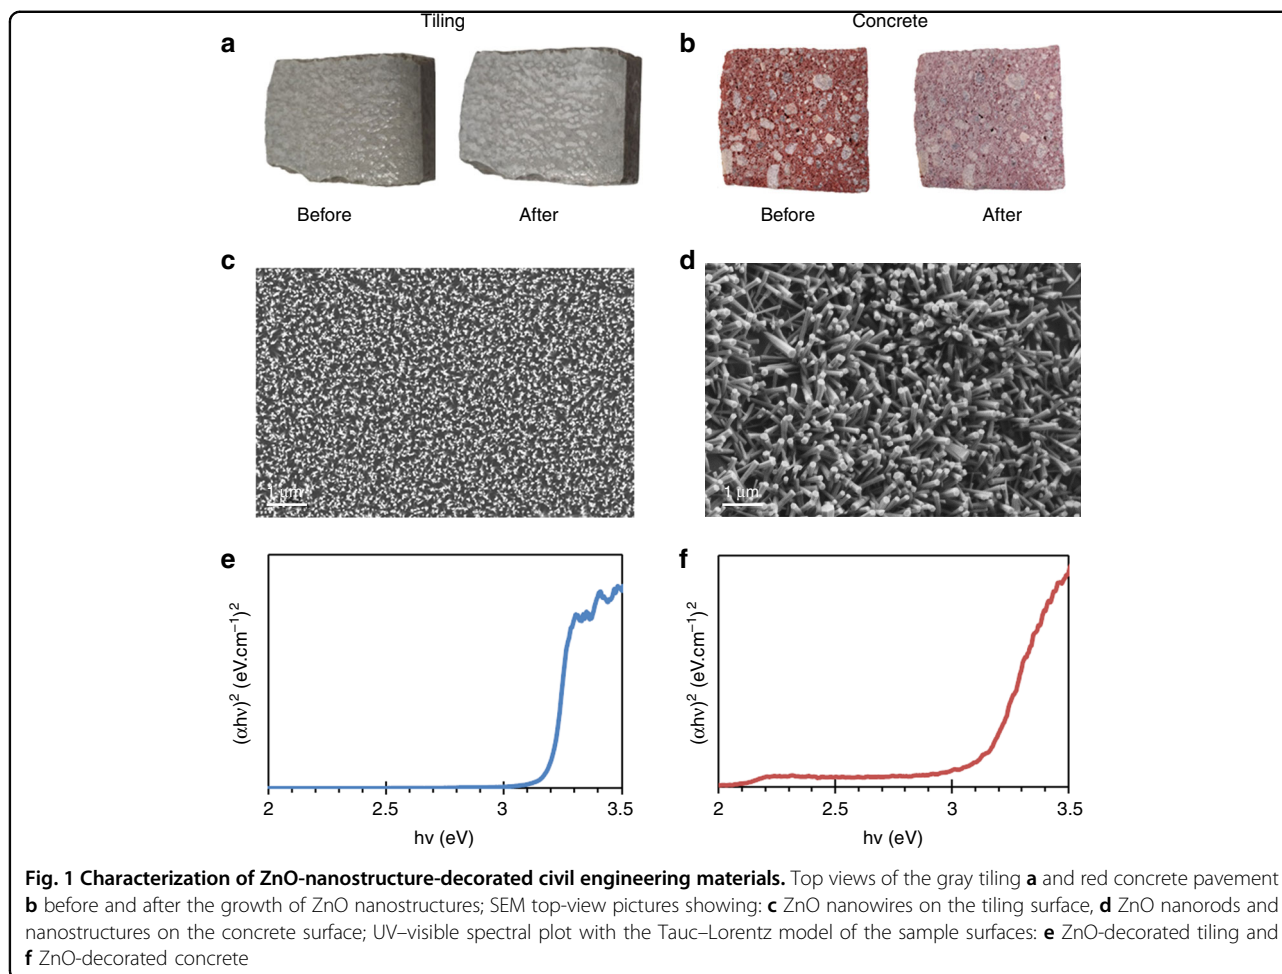 Tiling
Concrete
a
b
Before
After
Before
After
c
d
1 μm
1 μm
e
f
(αhν)² (eV.cm⁻¹)²
2
2.5
3
3.5
hν (eV)
(αhν)² (eV.cm⁻¹)²
2
2.5
3
3.5
hν (eV)
Fig. 1 Characterization of ZnO-nanostructure-decorated civil engineering materials. Top views of the gray tiling a and red concrete pavement
b before and after the growth of ZnO nanostructures; SEM top-view pictures showing: c ZnO nanowires on the tiling surface, d ZnO nanorods and
nanostructures on the concrete surface; UV–visible spectral plot with the Tauc–Lorentz model of the sample surfaces: e ZnO-decorated tiling and
f ZnO-decorated concrete